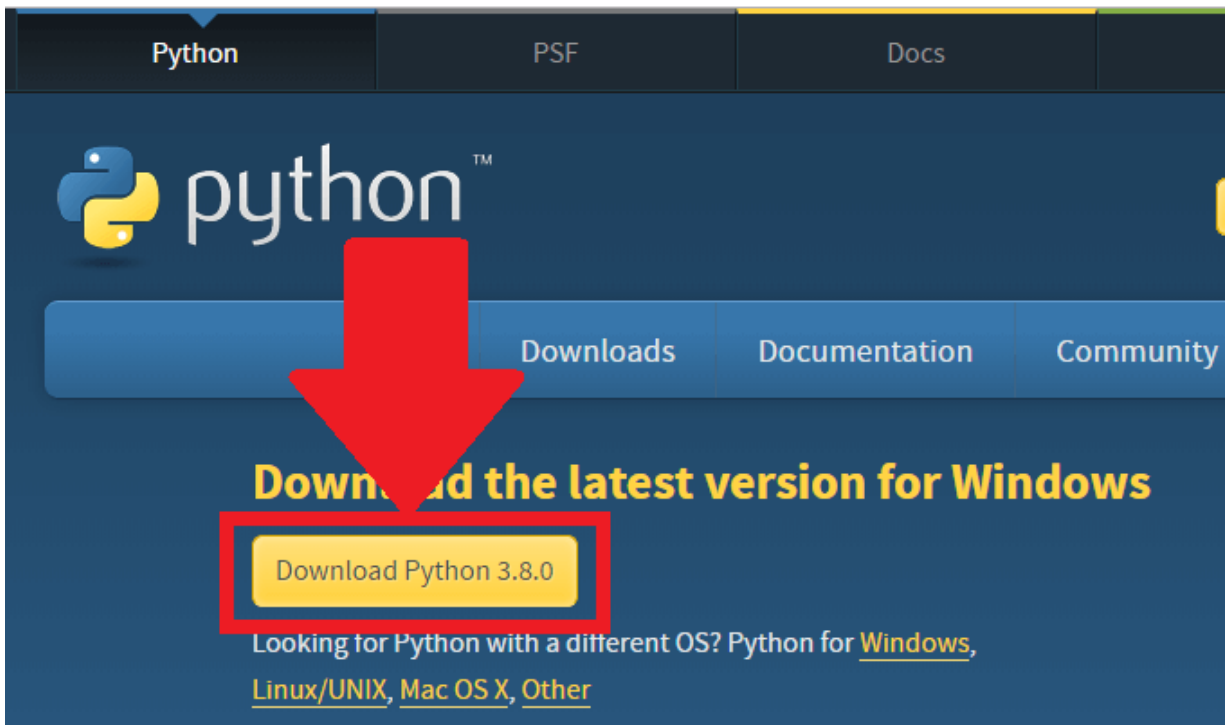 Python PSF Docs
python™
Downloads Documentation Community
the latest version for Windows
Download Python 3.8.0
Looking for Python with a different OS? Python for Windows,
Linux/UNIX, Mac OS X, Other